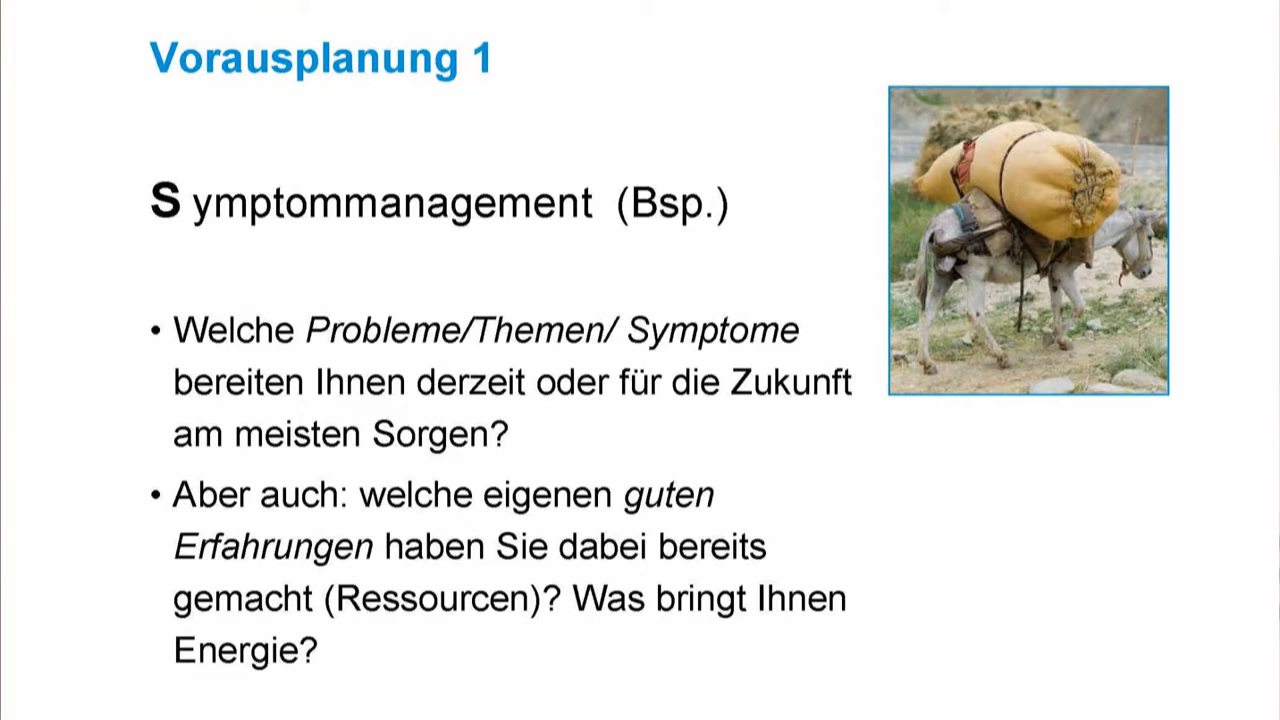 Vorausplanung 1
S ymptommanagement (Bsp.)
• Welche Probleme/Themen/ Symptome
bereiten Ihnen derzeit oder für die Zukunft
am meisten Sorgen?
• Aber auch: welche eigenen guten
Erfahrungen haben Sie dabei bereits
gemacht (Ressourcen)? Was bringt Ihnen
Energie?